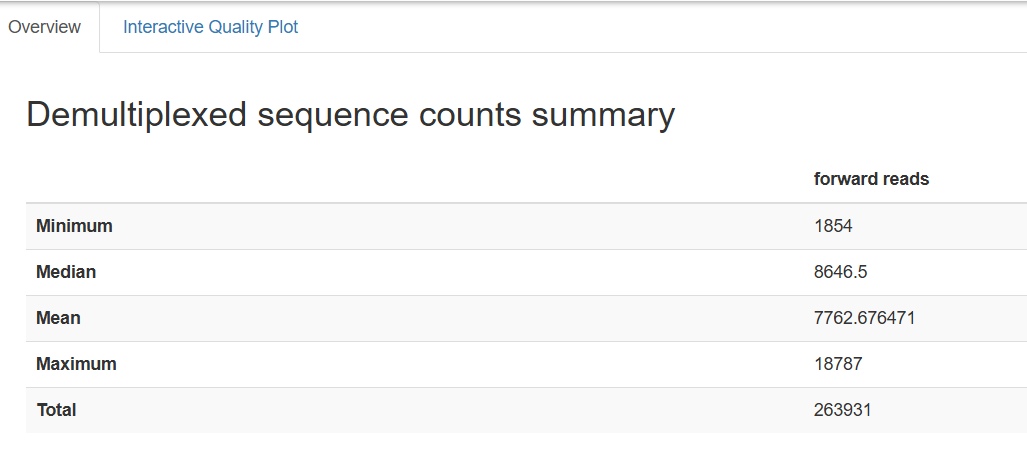 Overview Interactive Quality Plot
Demultiplexed sequence counts summary
forward reads
Minimum 1854
Median 8646.5
Mean 7762.676471
Maximum 18787
Total 263931